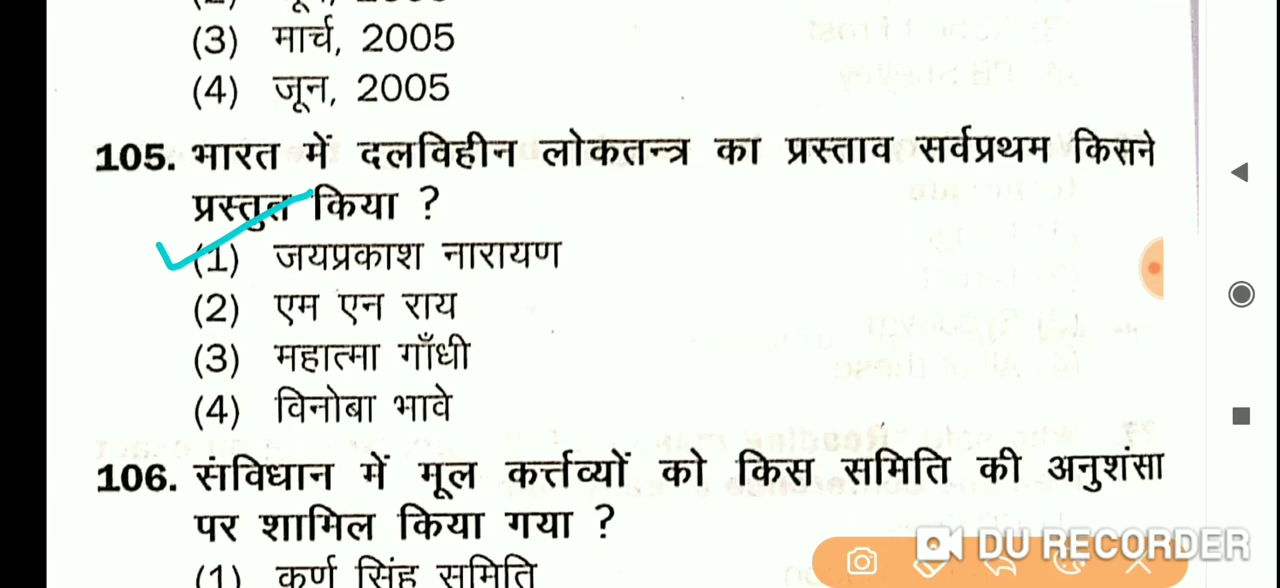 (3) मार्च, 2005
(4) जून, 2005
105. भारत में दलविहीन लोकतन्त्र का प्रस्ताव सर्वप्रथम किसने
प्रस्तुत किया ?
(1) जयप्रकाश नारायण
(2) एम एन राय
(3) महात्मा गाँधी
(4) विनोबा भावे
106. संविधान में मूल कर्त्तव्यों को किस समिति की अनुशंसा
पर शामिल किया गया ?
(1) कर्ण सिंह समिति
DU RECORDER